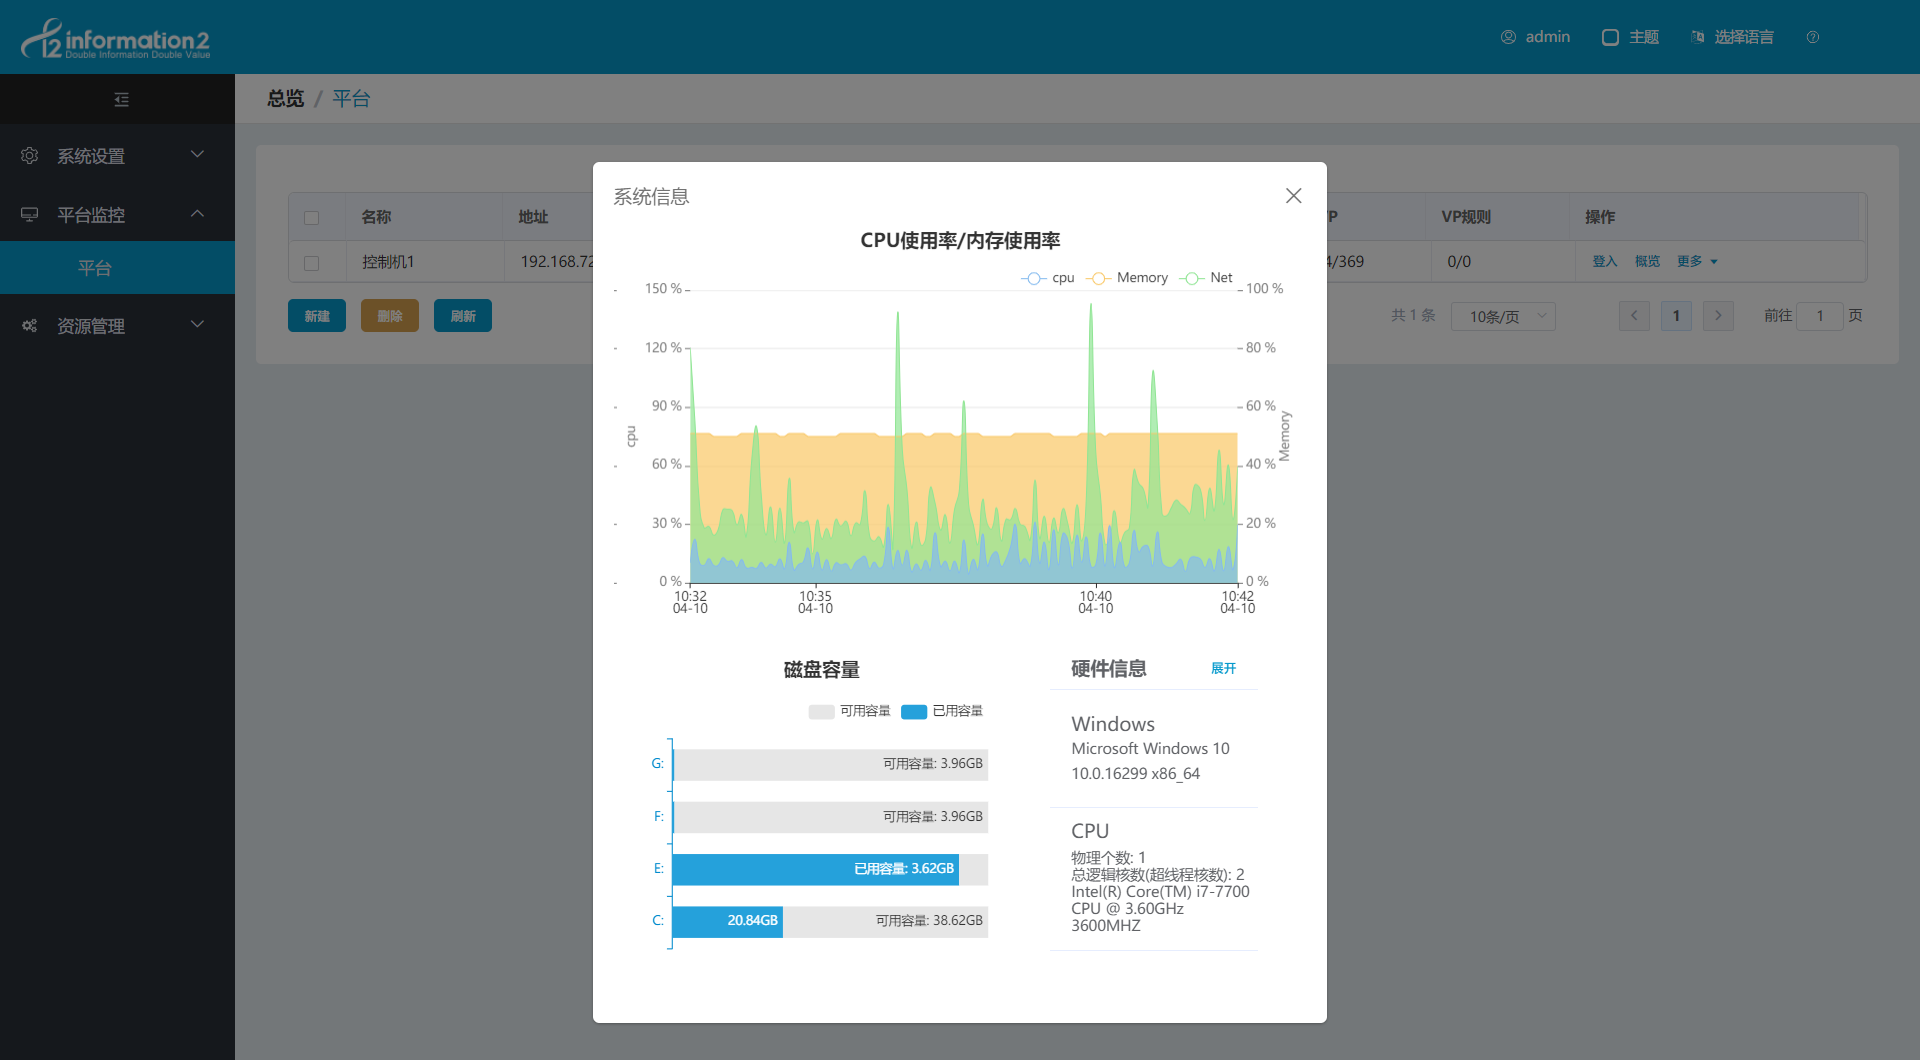 information2
Double Information Double Value
admin
主题
选择语言
系统设置
平台监控
平台
资源管理
总览 / 平台
名称
地址
VP规则
操作
控制机1
192.168.72
/369
0/0
登入
概览
更多
新建
删除
刷新
共 1 条
10条/页
1
前往 1 页
系统信息
CPU使用率/内存使用率
cpu
Memory
Net
150 %
120 %
90 %
60 %
30 %
0 %
cpu
100 %
80 %
60 %
40 %
20 %
0 %
Memory
10:32
04-10
10:35
04-10
10:40
04-10
10:42
04-10
磁盘容量
可用容量
已用容量
G:
可用容量: 3.96GB
F:
可用容量: 3.96GB
E:
已用容量: 3.62GB
C:
20.84GB
可用容量: 38.62GB
硬件信息
展开
Windows
Microsoft Windows 10
10.0.16299 x86_64
CPU
物理个数: 1
总逻辑核数(超线程核数): 2
Intel(R) Core(TM) i7-7700
CPU @ 3.60GHz
3600MHZ